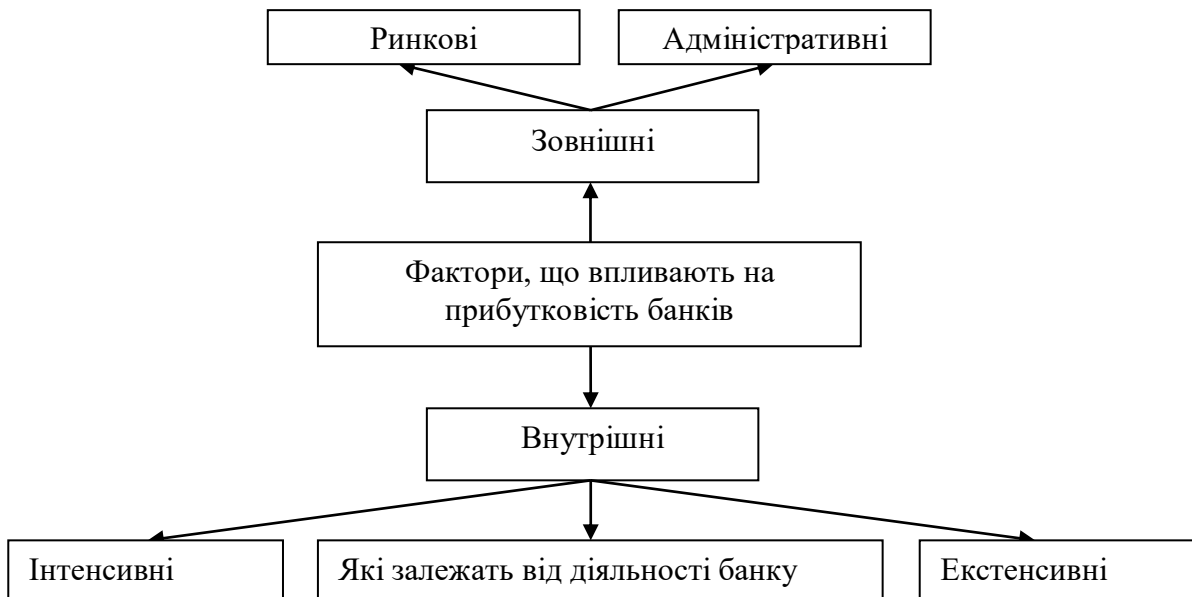 Ринкові
Адміністративні
Зовнішні
Фактори, що впливають на
прибутковість банків
Внутрішні
Інтенсивні
Які залежать від діяльності банку
Екстенсивні